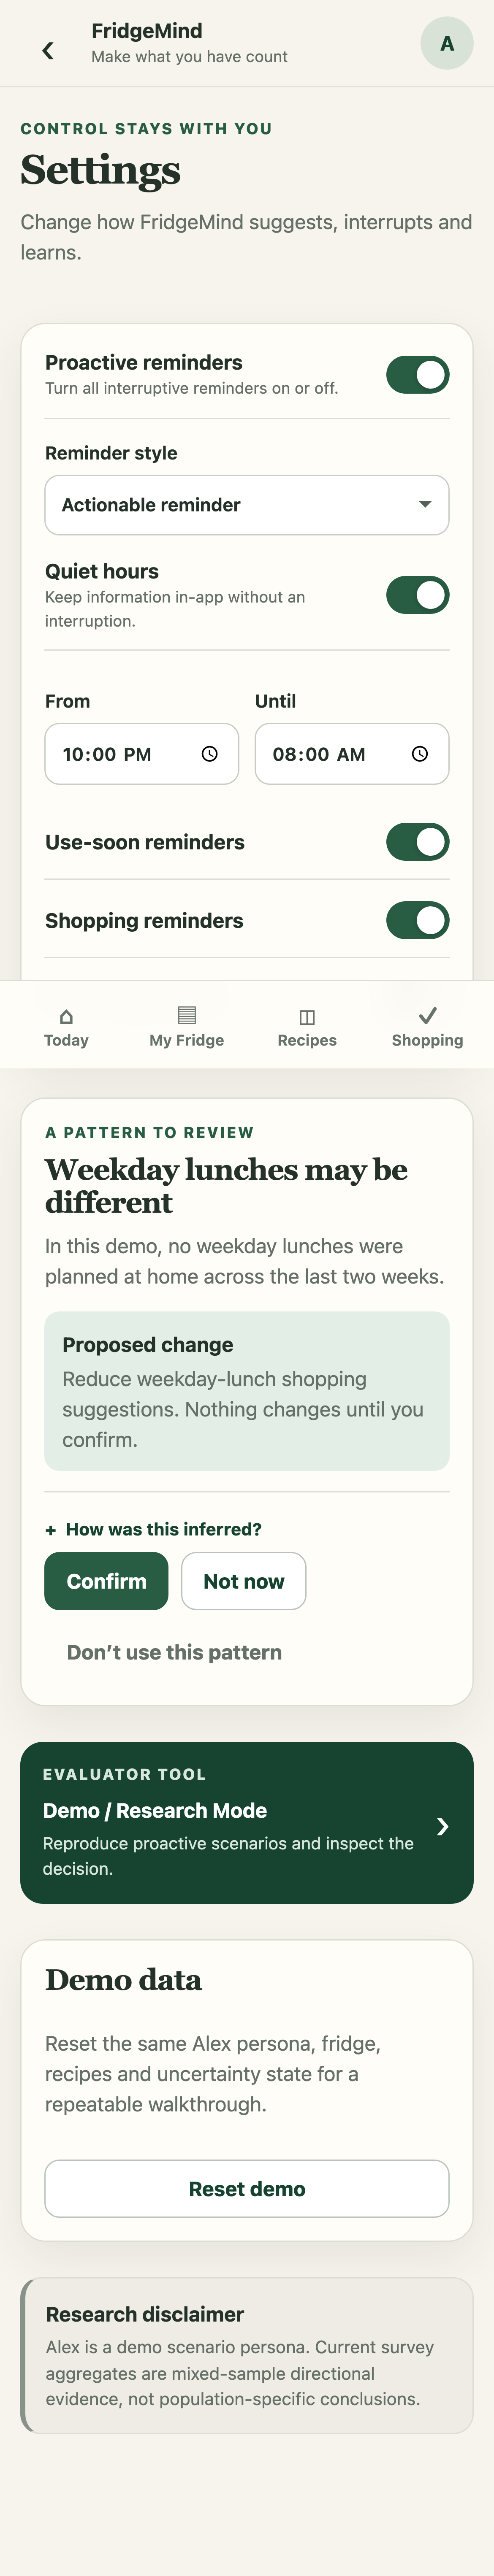 FridgeMind
Make what you have count
A
CONTROL STAYS WITH YOU
Settings
Change how FridgeMind suggests, interrupts and
learns.
Proactive reminders
Turn all interruptive reminders on or off.
Reminder style
Actionable reminder
Quiet hours
Keep information in-app without an
interruption.
From
Until
10:00 PM
08:00 AM
Use-soon reminders
Shopping reminders
Today
My Fridge
Recipes
Shopping
A PATTERN TO REVIEW
Weekday lunches may be
different
In this demo, no weekday lunches were
planned at home across the last two weeks.
Proposed change
Reduce weekday-lunch shopping
suggestions. Nothing changes until you
confirm.
+ How was this inferred?
Confirm
Not now
Don’t use this pattern
EVALUATOR TOOL
Demo / Research Mode
Reproduce proactive scenarios and inspect the
decision.
Demo data
Reset the same Alex persona, fridge,
recipes and uncertainty state for a
repeatable walkthrough.
Reset demo
Research disclaimer
Alex is a demo scenario persona. Current survey
aggregates are mixed-sample directional
evidence, not population-specific conclusions.